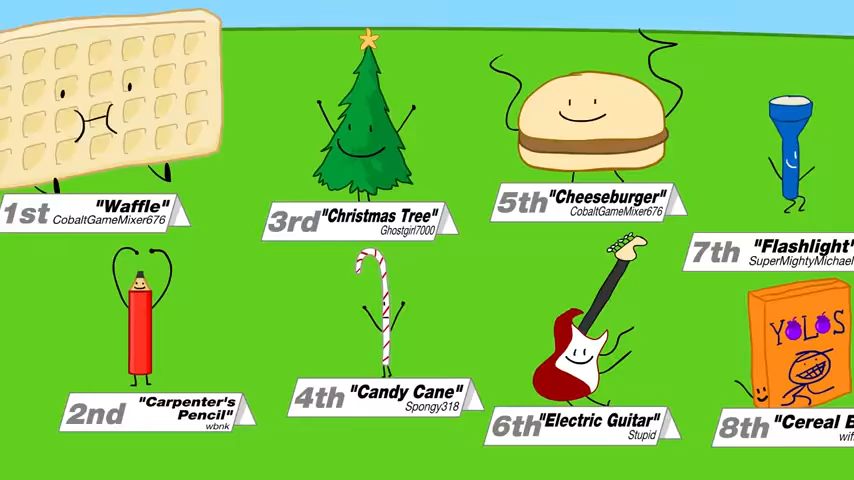 1st "Waffle"
CobaltGameMixer676
3rd "Christmas Tree"
Ghostgirl7000
5th "Cheeseburger"
CobaltGameMixer676
7th "Flashlight"
SuperMightyMichael
2nd "Carpenter's
Pencil"
wbnk
4th "Candy Cane"
Spongy318
6th "Electric Guitar"
Stupid
YOLOS
8th "Cereal